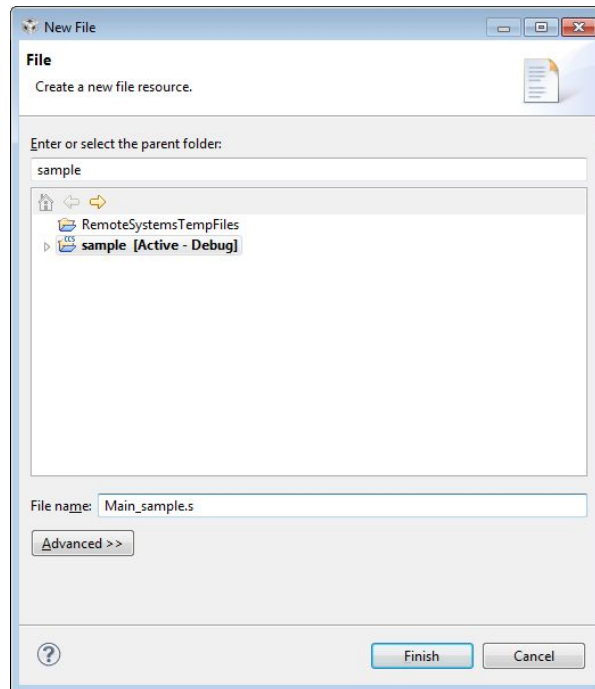 New File
File
Create a new file resource.
Enter or select the parent folder:
sample
RemoteSystemsTempFiles
sample [Active - Debug]
File name: Main_sample.s
Advanced >>
Finish Cancel